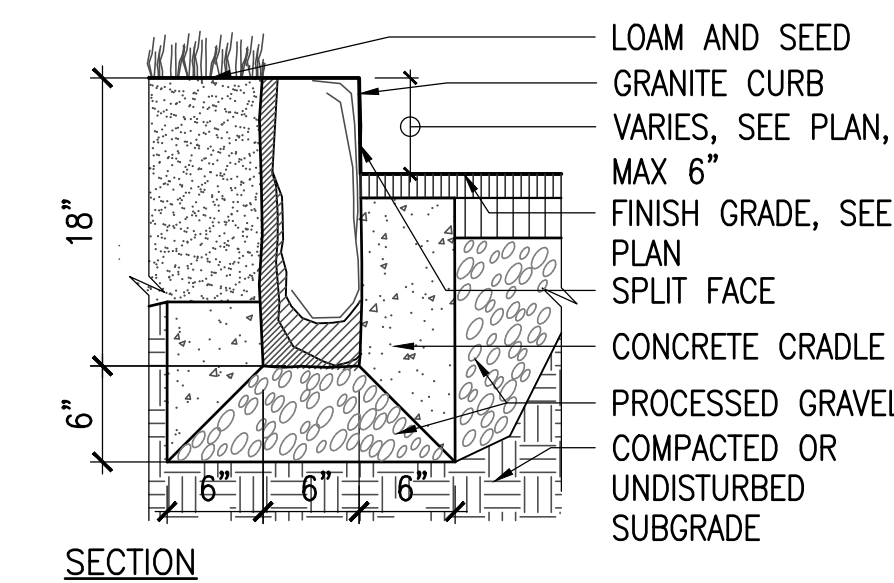 LOAM AND SEED
GRANITE CURB
VARIES, SEE PLAN,
MAX 6”
FINISH GRADE, SEE
PLAN
SPLIT FACE
CONCRETE CRADLE
PROCESSED GRAVEL
COMPACTED OR
UNDISTURBED
SUBGRADE
18”
6”
6” 6” 6”
SECTION